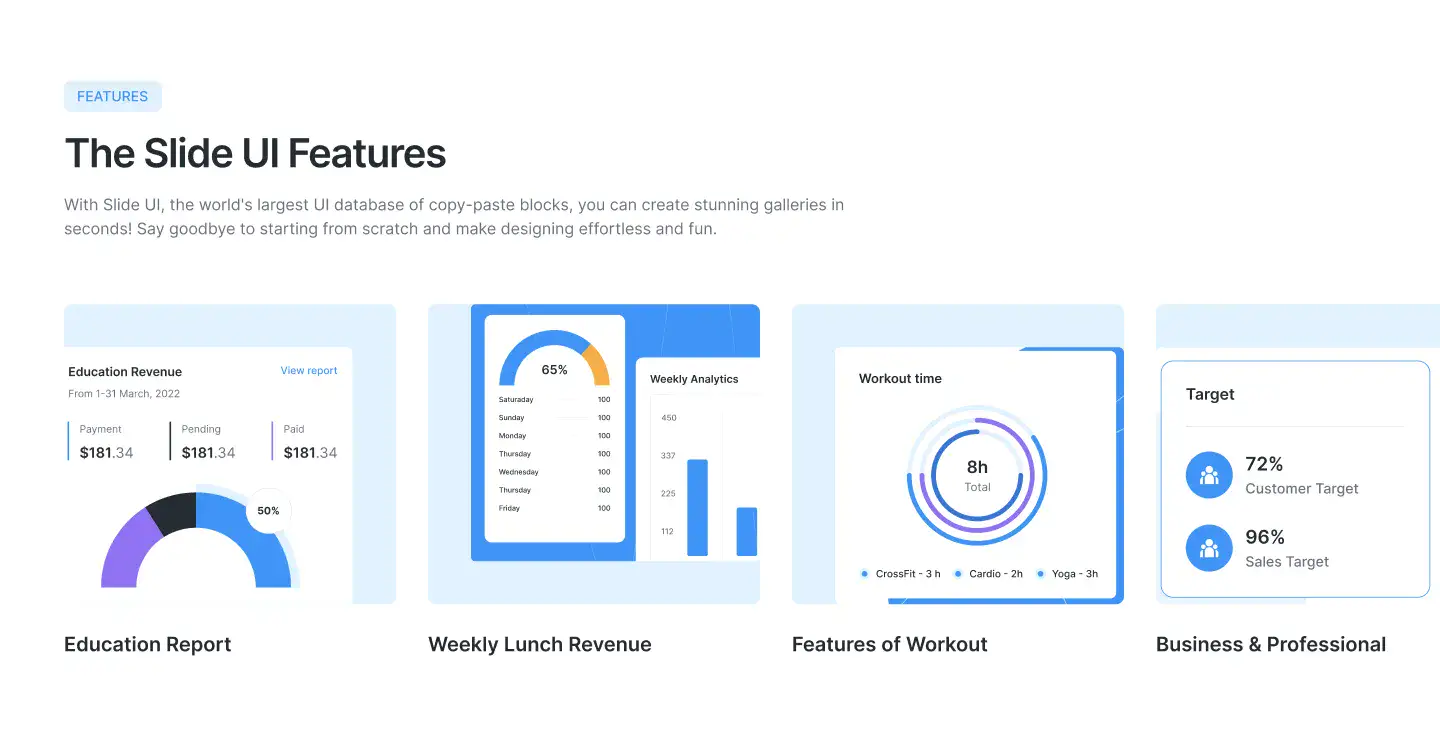 FEATURES
The Slide UI Features
With Slide UI, the world's largest UI database of copy-paste blocks, you can create stunning galleries in
seconds! Say goodbye to starting from scratch and make designing effortless and fun.
Education Revenue
View report
From 1-31 March, 2022
Payment
$181.34
Pending
$181.34
Paid
$181.34
50%
Education Report
65%
Saturaday 100
Sunday 100
Monday 100
Thursday 100
Wednesday 100
Thursday 100
Friday 100
Weekly Analytics
450
337
225
112
Weekly Lunch Revenue
Workout time
8h
Total
CrossFit - 3 h
Cardio - 2h
Yoga - 3h
Features of Workout
Target
72%
Customer Target
96%
Sales Target
Business & Professional